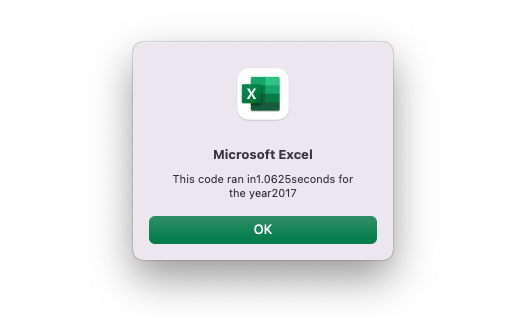 X
Microsoft Excel
This code ran in1.0625seconds for
the year2017
OK